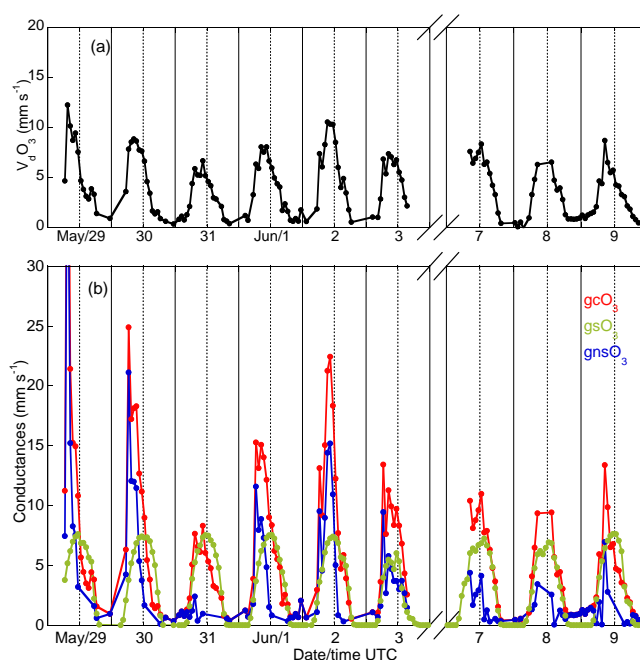 (a)
20
15
10
5
0
V_d O_3 (mm s^-1)
May/29 30 31 Jun/1 2 3 7 8 9
(b)
30
25
20
15
10
5
0
Conductances (mm s^-1)
gcO_3
gsO_3
gnsO_3
May/29 30 31 Jun/1 2 3 7 8 9
Date/time UTC